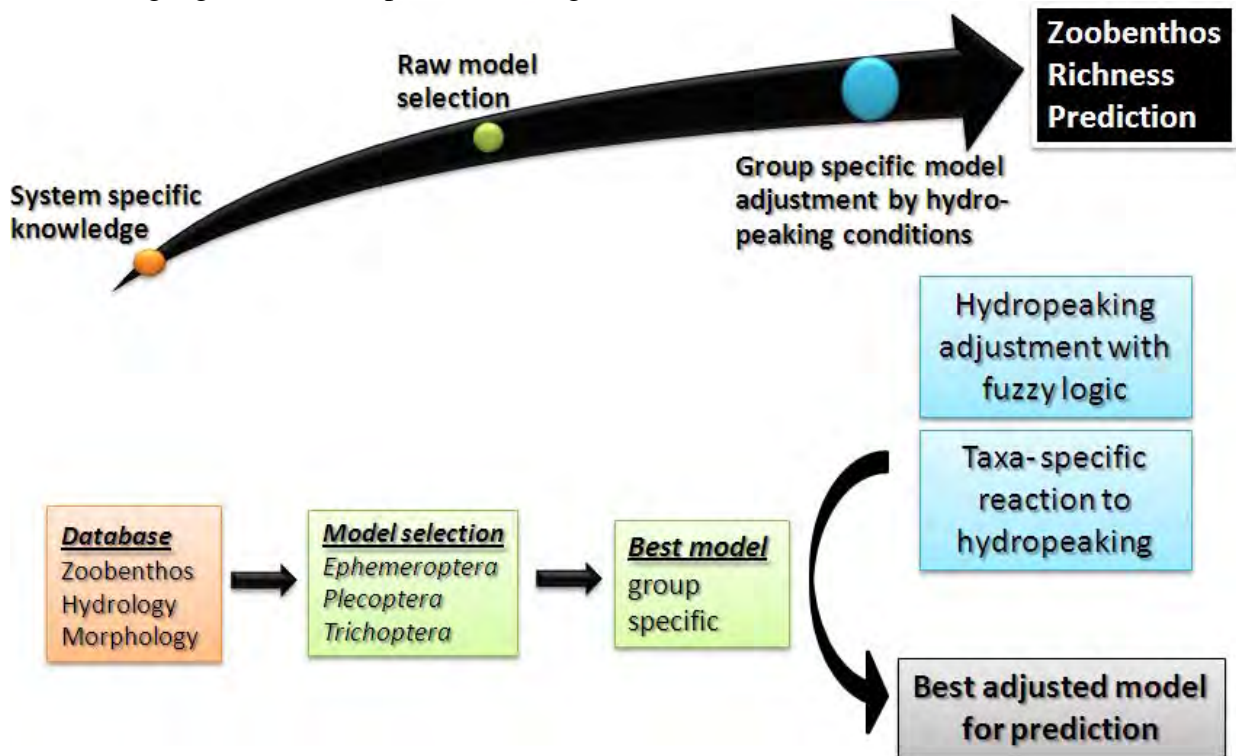 Zoobenthos
Richness
Prediction
Raw model
selection
System specific
knowledge
Group specific model
adjustment by hydro-
peaking conditions
Hydropeaking
adjustment with
fuzzy logic
Taxa- specific
reaction to
hydropeaking
Database
Zoobenthos
Hydrology
Morphology
Model selection
Ephemeroptera
Plecoptera
Trichoptera
Best model
group
specific
Best adjusted model
for prediction